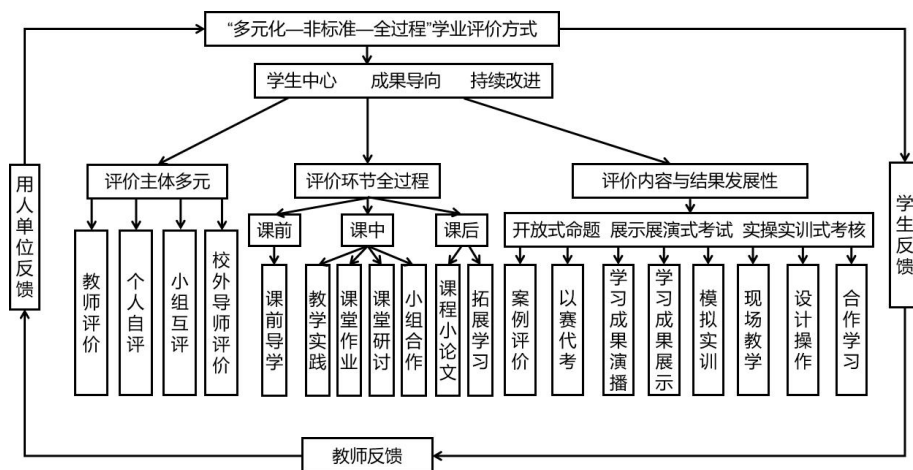 “多元化—非标准—全过程”学业评价方式
学生中心 成果导向 持续改进
评价主体多元
评价环节全过程
评价内容与结果发展性
课前
课中
课后
开放式命题 展示展演式考试 实操实训式考核
教师评价
个人自评
小组互评
校外导师评价
课前导学
教学实践
课堂作业
课堂研讨
小组合作
课程小论文
拓展学习
案例评价
以赛代考
学习成果演播
学习成果展示
模拟实训
现场教学
设计操作
合作学习
用人单位反馈
学生反馈
教师反馈